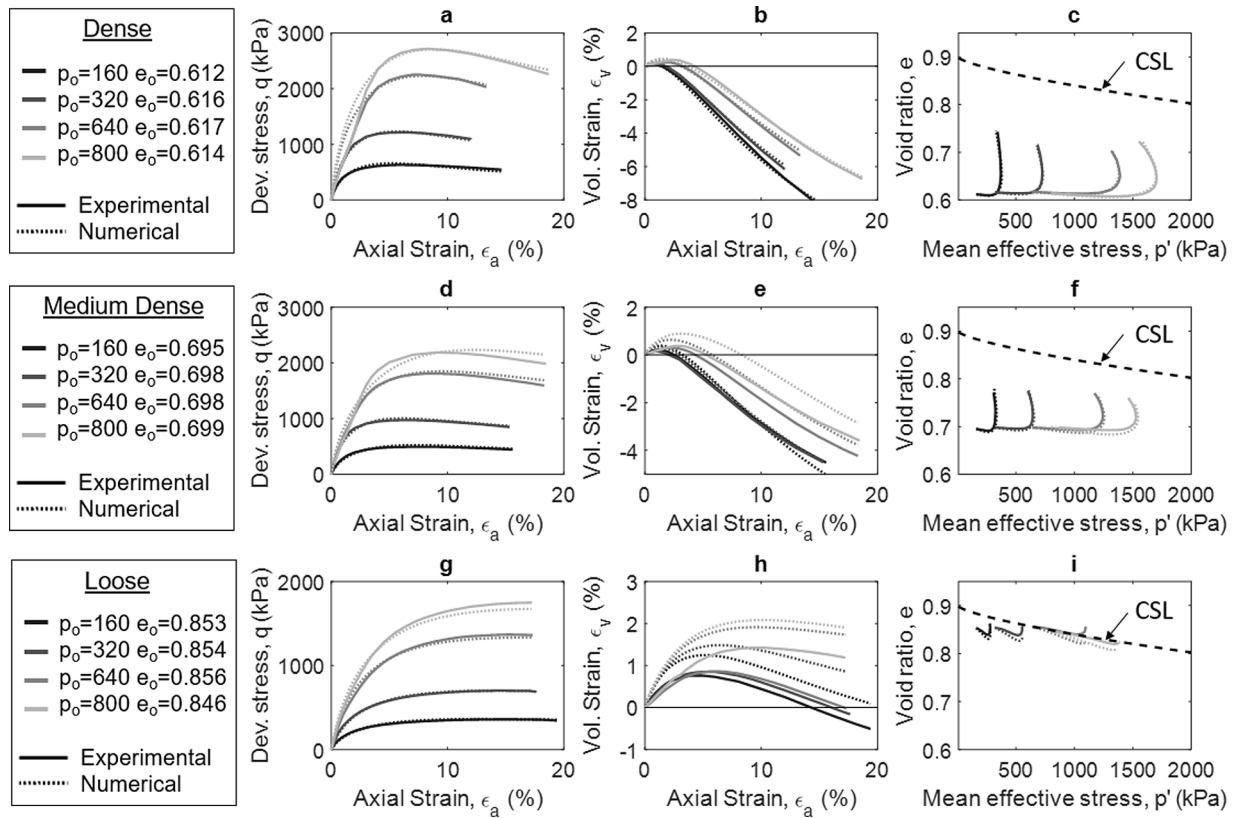 Dense
p₀=160 e₀=0.612
p₀=320 e₀=0.616
p₀=640 e₀=0.617
p₀=800 e₀=0.614
Experimental
Numerical
a
Dev. stress, q (kPa)
3000
2000
1000
0
0 10 20
Axial Strain, ϵₐ (%)
b
Vol. Strain, ϵᵥ (%)
2
0
-2
-4
-6
-8
0 10 20
Axial Strain, ϵₐ (%)
c
Void ratio, e
0.9
0.8
0.7
0.6
CSL
500 1000 1500 2000
Mean effective stress, p' (kPa)
Medium Dense
p₀=160 e₀=0.695
p₀=320 e₀=0.698
p₀=640 e₀=0.698
p₀=800 e₀=0.699
Experimental
Numerical
d
Dev. stress, q (kPa)
3000
2000
1000
0
0 10 20
Axial Strain, ϵₐ (%)
e
Vol. Strain, ϵᵥ (%)
2
0
-2
-4
0 10 20
Axial Strain, ϵₐ (%)
f
Void ratio, e
0.9
0.8
0.7
0.6
CSL
500 1000 1500 2000
Mean effective stress, p' (kPa)
Loose
p₀=160 e₀=0.853
p₀=320 e₀=0.854
p₀=640 e₀=0.856
p₀=800 e₀=0.846
Experimental
Numerical
g
Dev. stress, q (kPa)
2000
1000
0
0 10 20
Axial Strain, ϵₐ (%)
h
Vol. Strain, ϵᵥ (%)
3
2
1
0
-1
0 10 20
Axial Strain, ϵₐ (%)
i
Void ratio, e
0.9
0.8
0.7
0.6
CSL
500 1000 1500 2000
Mean effective stress, p' (kPa)